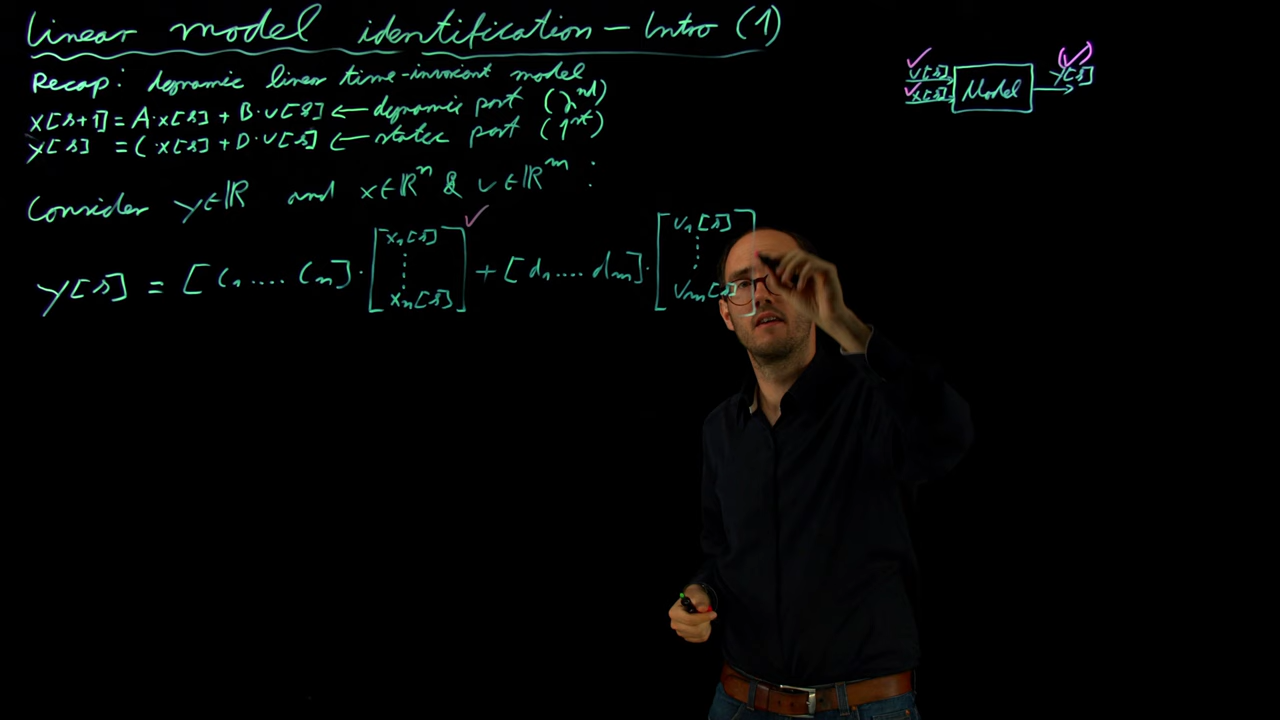 Linear model identification – Intro (1)
Recap: dynamic linear time-invariant model
x[s+1] = A·x[s] + B·u[s] ← dynamic part (2nd)
y[s] = C·x[s] + D·u[s] ← static part (1st)
Consider y∈ℝ and x∈ℝⁿ & u∈ℝᵐ :
y[s] = [c₁....cₙ]·[x₁[s] ⋮ xₙ[s]] ✓ + [d₁....dₘ]·[u₁[s] ⋮ uₘ[s]]
✓ u[s]
✓ x[s]
Model
(✓) y[s]